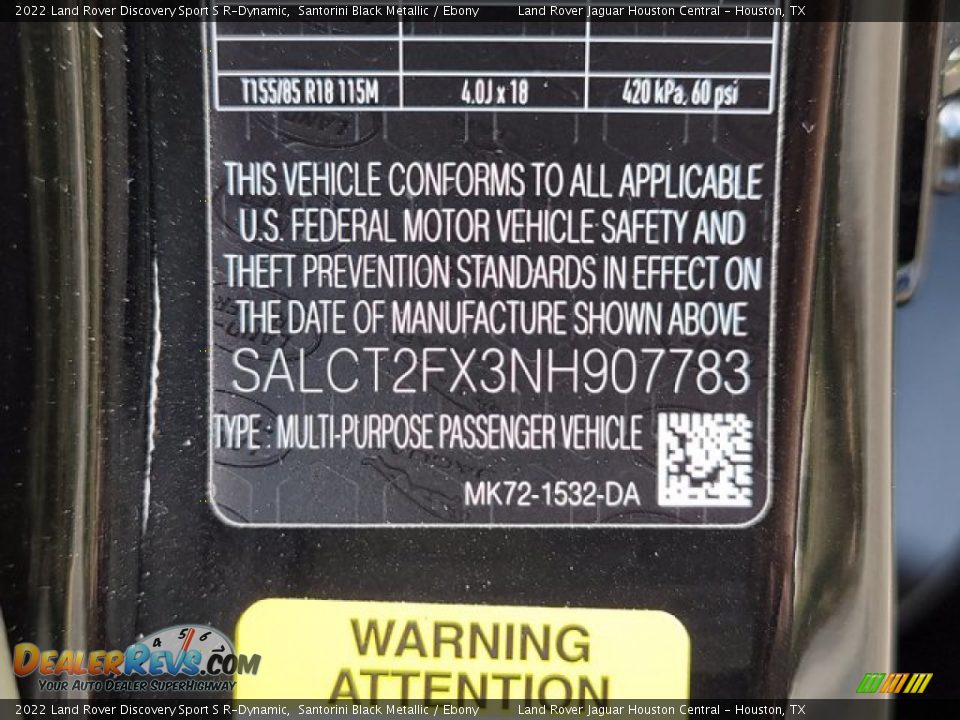 2022 Land Rover Discovery Sport S R-Dynamic, Santorini Black Metallic / Ebony Land Rover Jaguar Houston Central - Houston, TX
T155/85 R18 115M 4.0J x 18 420 kPa, 60 psi
THIS VEHICLE CONFORMS TO ALL APPLICABLE
U.S. FEDERAL MOTOR VEHICLE SAFETY AND
THEFT PREVENTION STANDARDS IN EFFECT ON
THE DATE OF MANUFACTURE SHOWN ABOVE
SALCT2FX3NH907783
TYPE : MULTI-PURPOSE PASSENGER VEHICLE
MK72-1532-DA
WARNING
ATTENTION
4 5 6
DEALERREVS.COM
YOUR AUTO DEALER SUPERHIGHWAY
2022 Land Rover Discovery Sport S R-Dynamic, Santorini Black Metallic / Ebony Land Rover Jaguar Houston Central - Houston, TX